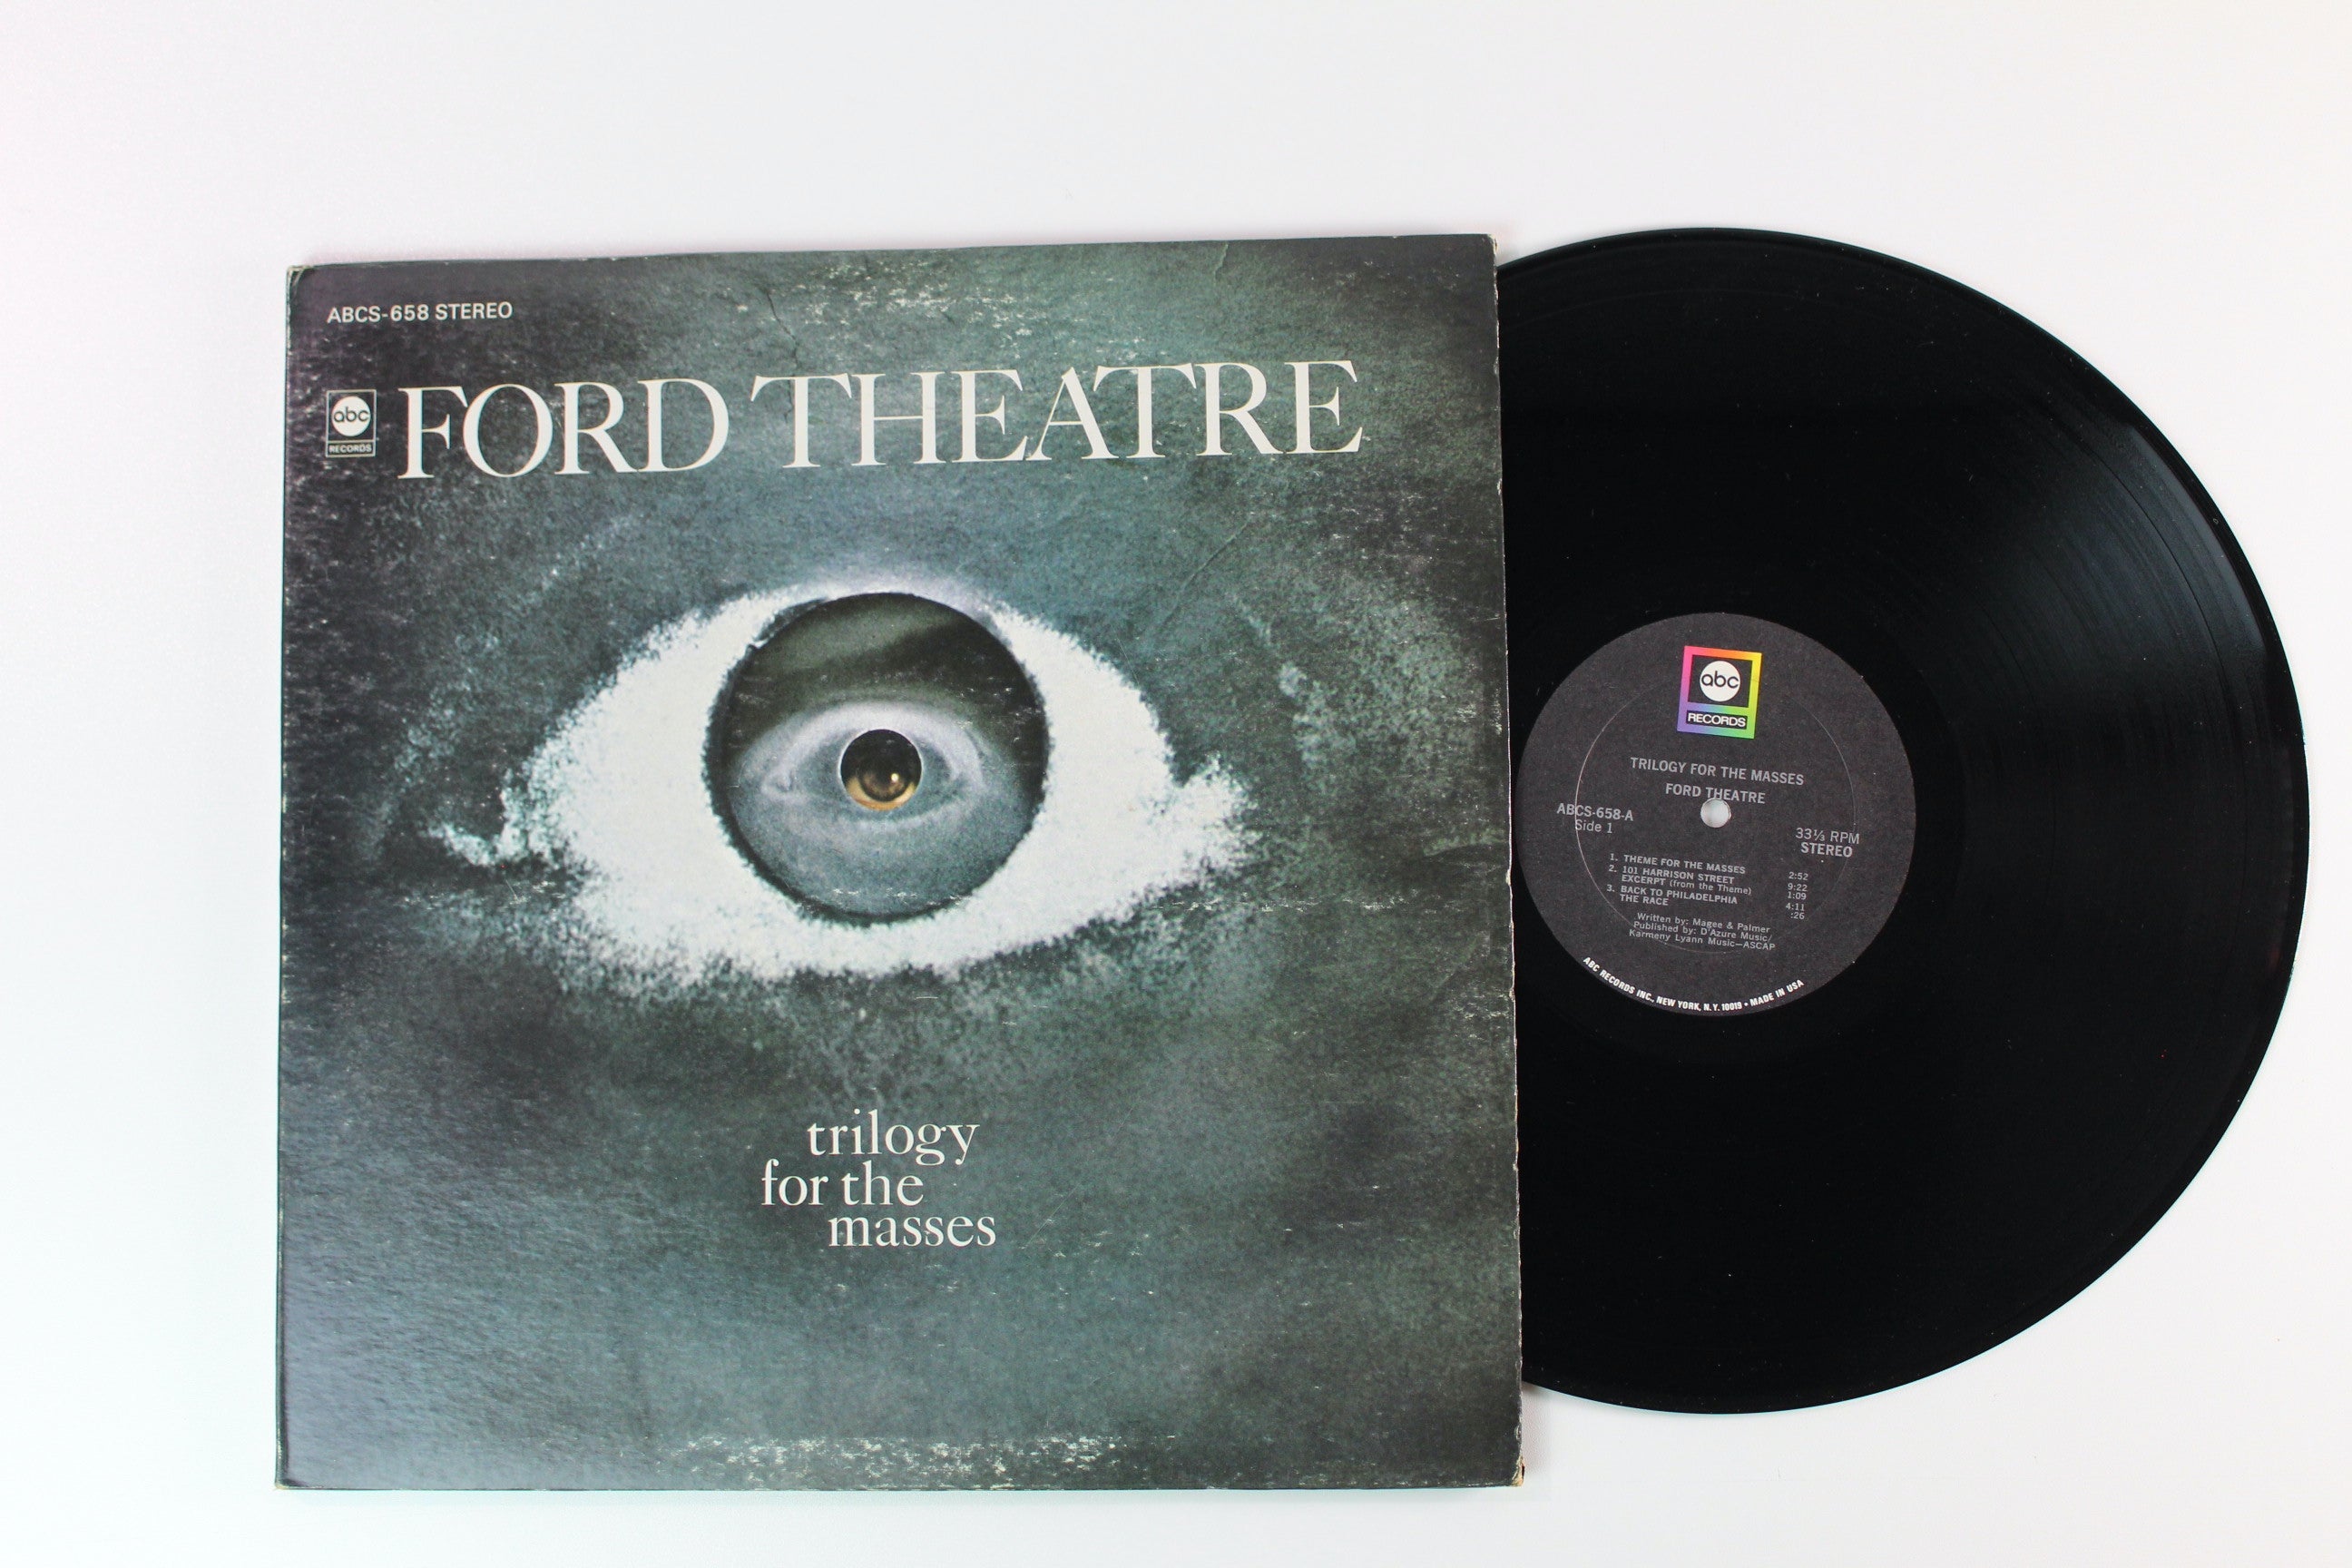 ABCS-658 STEREO
abc
RECORDS
FORD THEATRE
trilogy
for the
masses
abc
RECORDS
TRILOGY FOR THE MASSES
FORD THEATRE
ABCS-658-A
Side 1
33⅓ RPM
STEREO
1. THEME FOR THE MASSES 2:52
2. 101 HARRISON STREET 9:22
EXCERPT (from the Theme) 1:09
3. BACK TO PHILADELPHIA 4:11
THE RACE :26
Written by: Magee & Palmer
Published by: D'Azure Music/
Karmeny Lyann Music—ASCAP
ABC RECORDS INC., NEW YORK, N.Y. 10019 • MADE IN USA